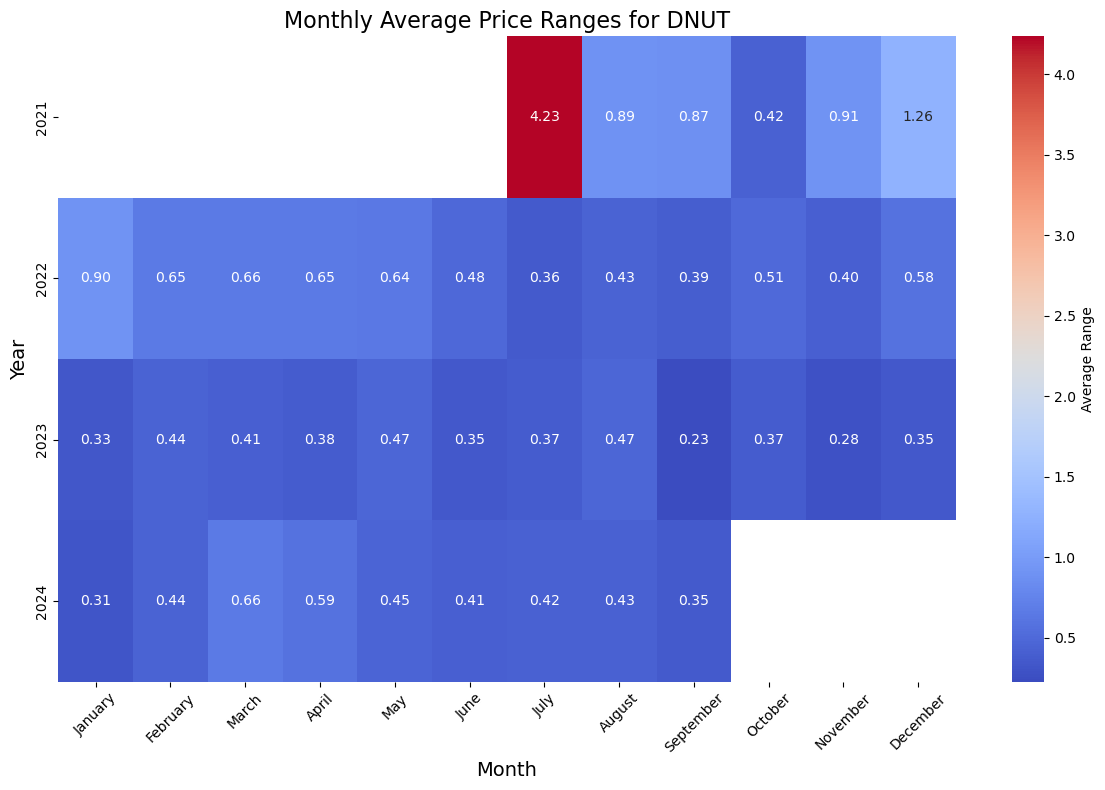 Monthly Average Price Ranges for DNUT
2021
4.23 0.89 0.87 0.42 0.91 1.26
2022
0.90 0.65 0.66 0.65 0.64 0.48 0.36 0.43 0.39 0.51 0.40 0.58
2023
0.33 0.44 0.41 0.38 0.47 0.35 0.37 0.47 0.23 0.37 0.28 0.35
2024
0.31 0.44 0.66 0.59 0.45 0.41 0.42 0.43 0.35
Year
January February March April May June July August September October November December
Month
4.0
3.5
3.0
2.5
2.0
1.5
1.0
0.5
Average Range